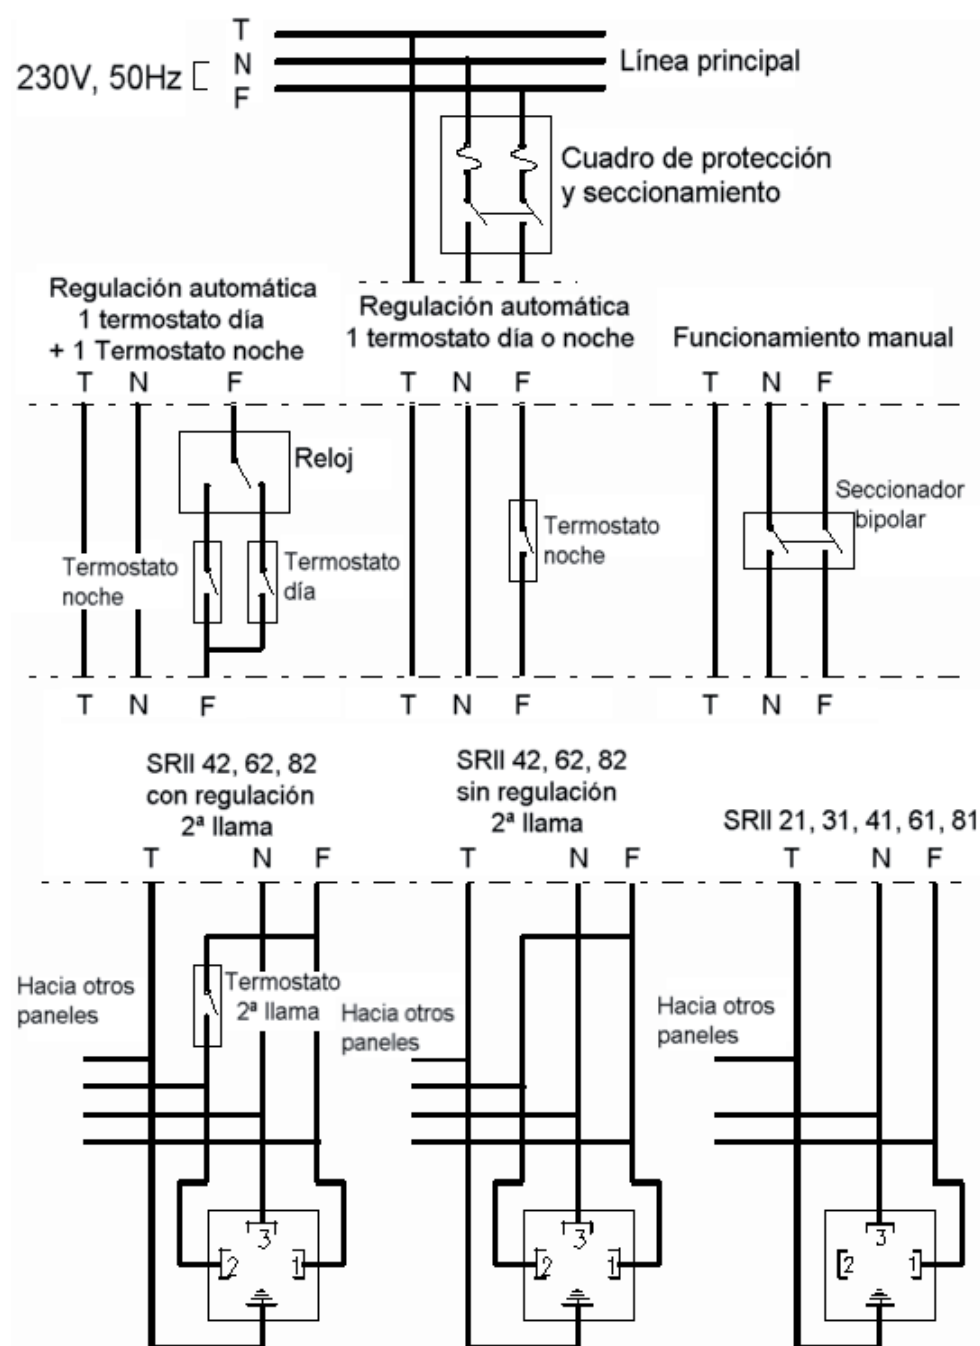 T
230V, 50Hz
N
F
Línea principal
Cuadro de protección
y seccionamiento
Regulación automática
1 termostato día
+ 1 Termostato noche
Regulación automática
1 termostato día o noche
Funcionamiento manual
T N F
T N F
T N F
Reloj
Termostato
noche
Termostato
día
Termostato
noche
Seccionador
bipolar
T N F
T N F
T N F
SRII 42, 62, 82
con regulación
2ª llama
SRII 42, 62, 82
sin regulación
2ª llama
SRII 21, 31, 41, 61, 81
T N F
T N F
T N F
Hacia otros
paneles
Termostato
2ª llama
Hacia otros
paneles
Hacia otros
paneles
3
2 1
3
2 1
3
2 1